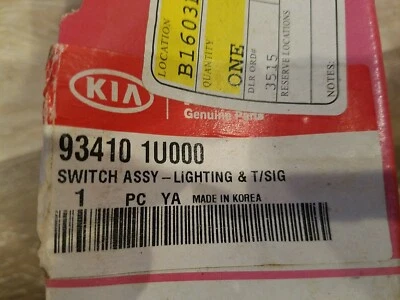 LOCATION
B1603
QUANTITY
ONE
DLR ORD#
3515
RESERVE LOCATIONS
NOTES:
KIA
Genuine Parts
93410 1U000
SWITCH ASSY-LIGHTING & T/SIG
1 PC YA MADE IN KOREA